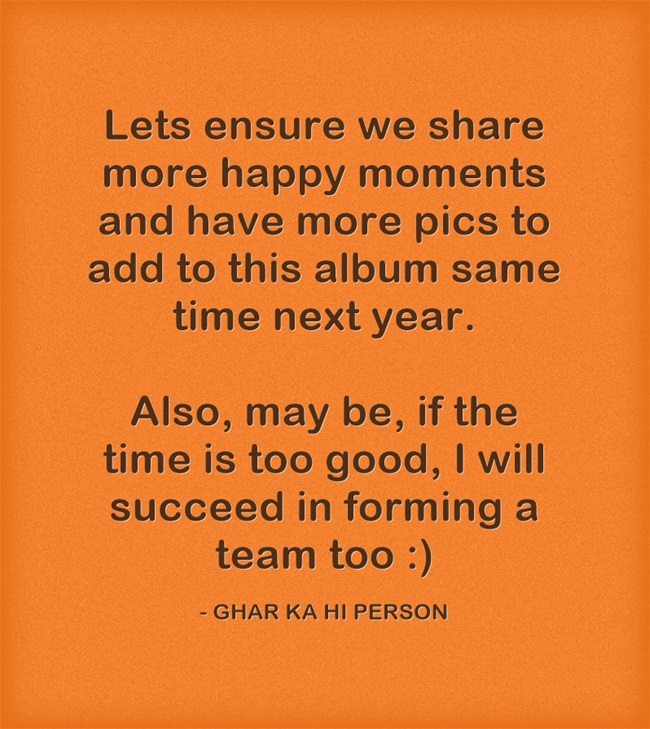 Lets ensure we share
more happy moments
and have more pics to
add to this album same
time next year.
Also, may be, if the
time is too good, I will
succeed in forming a
team too :)
- GHAR KA HI PERSON